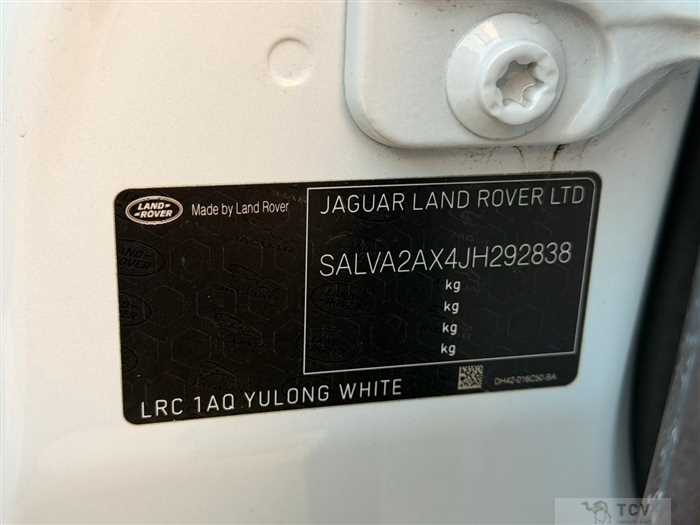 LAND ROVER
Made by Land Rover
JAGUAR LAND ROVER LTD
SALVA2AX4JH292838
kg
kg
kg
kg
LRC 1AQ YULONG WHITE
DH42-016C50-BA
TCV